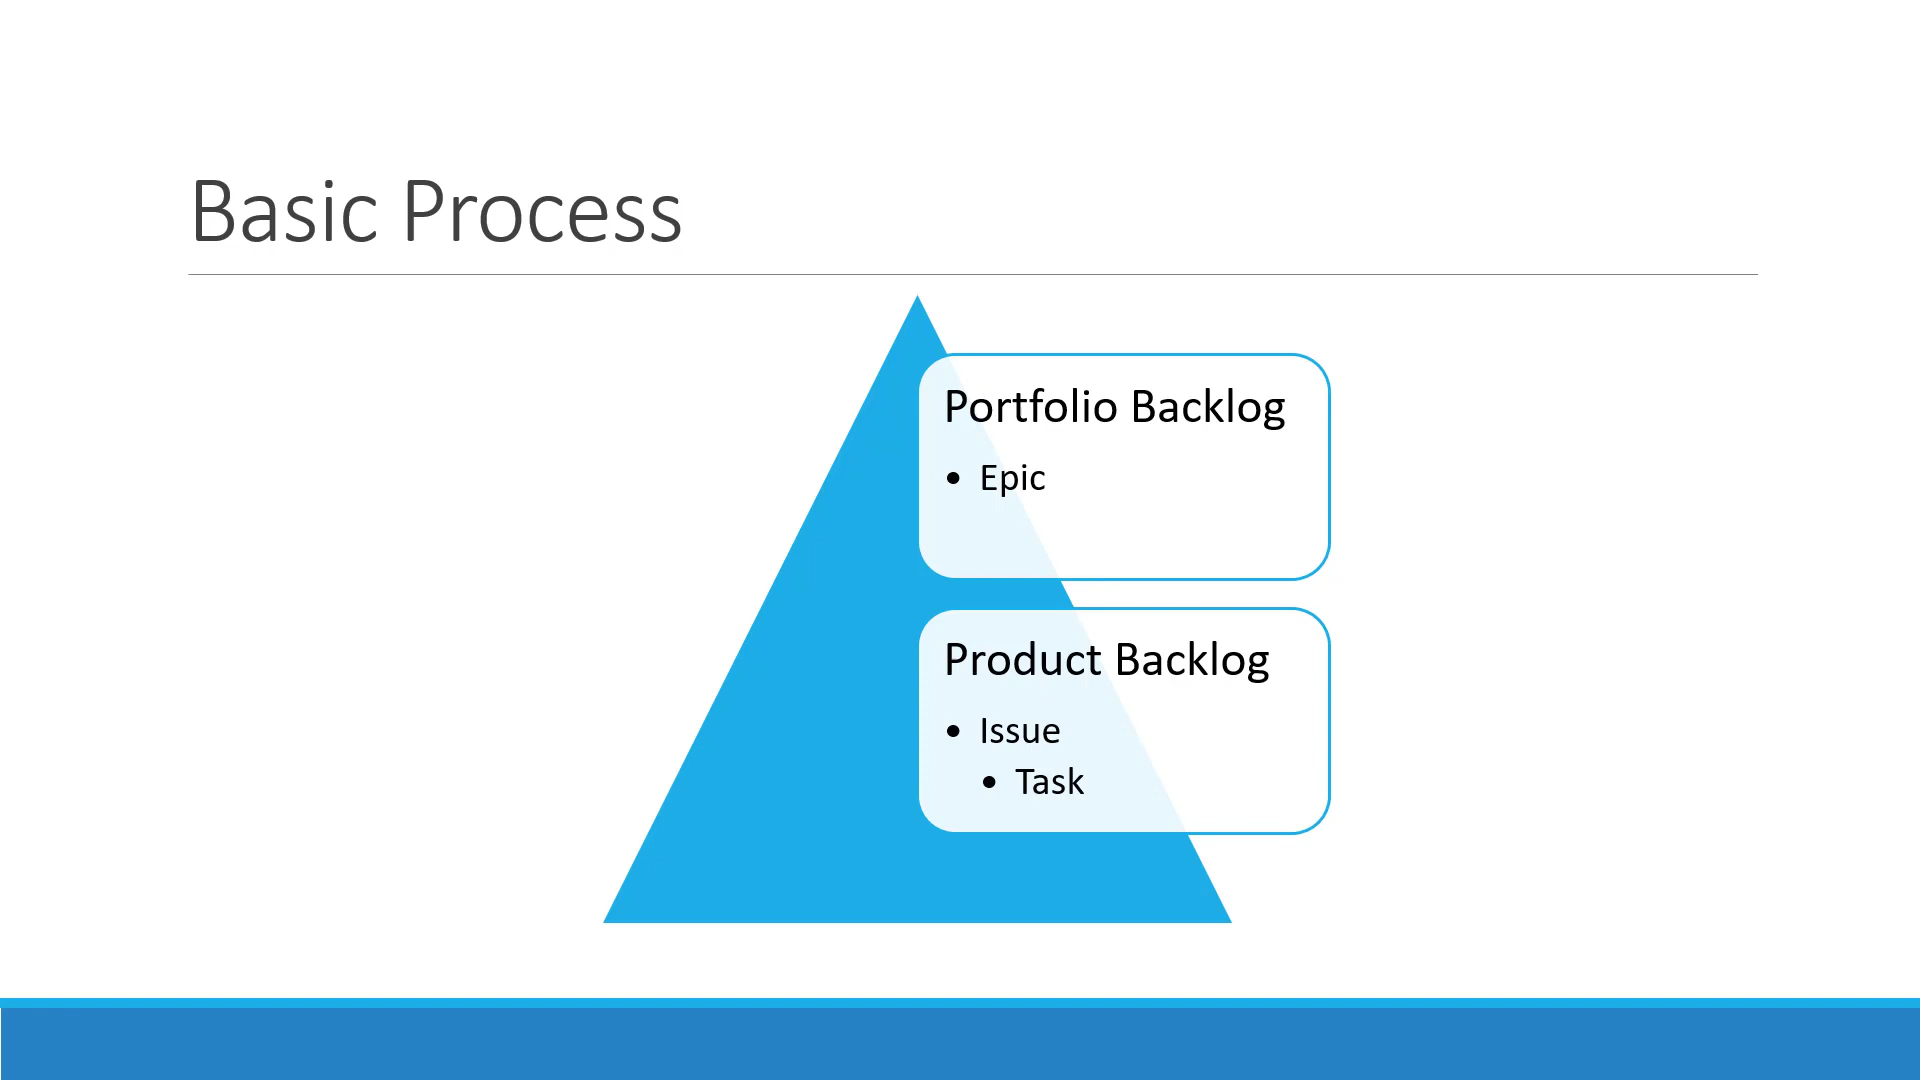 Basic Process
Portfolio Backlog
• Epic
Product Backlog
• Issue
• Task